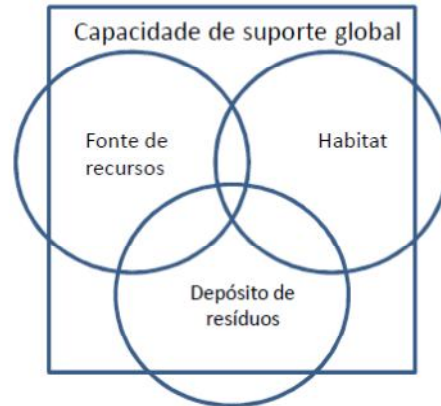 Capacidade de suporte global
Fonte de
recursos
Habitat
Depósito de
resíduos